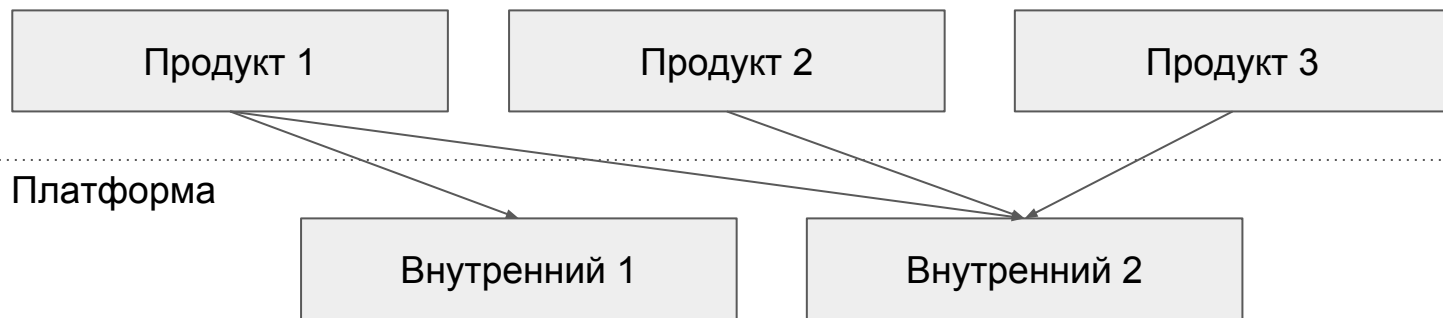 Продукт 1
Продукт 2
Продукт 3
Платформа
Внутренний 1
Внутренний 2